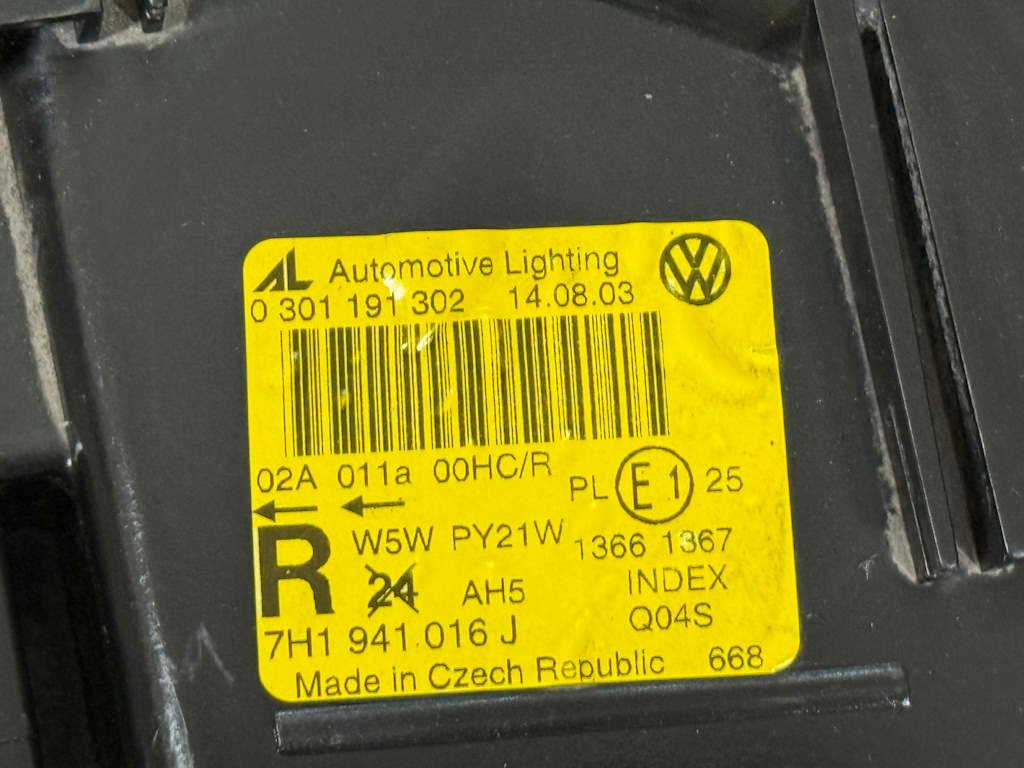 AL Automotive Lighting
0 301 191 302 14.08.03
02A 011a 00HC/R
PL E1 25
R W5W PY21W 1366 1367
24 AH5 INDEX
7H1 941 016 J Q04S
Made in Czech Republic 668